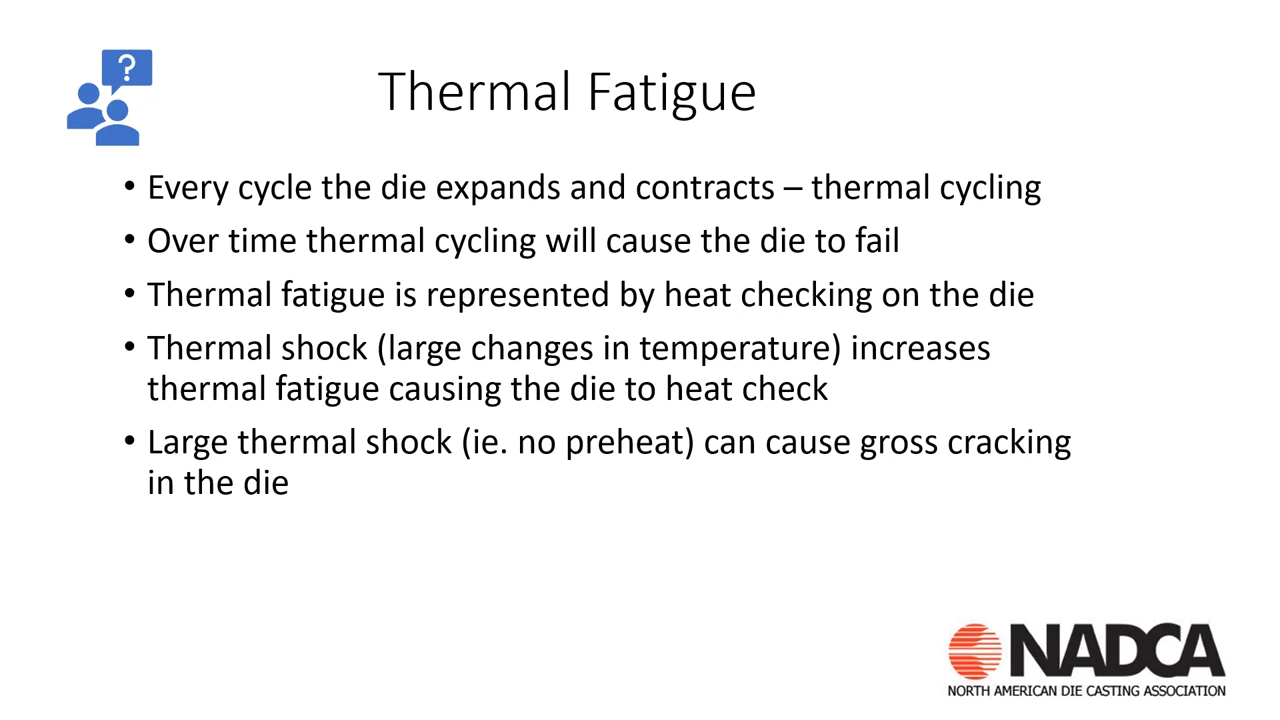 ?
Thermal Fatigue
• Every cycle the die expands and contracts – thermal cycling
• Over time thermal cycling will cause the die to fail
• Thermal fatigue is represented by heat checking on the die
• Thermal shock (large changes in temperature) increases
thermal fatigue causing the die to heat check
• Large thermal shock (ie. no preheat) can cause gross cracking
in the die
NADCA
NORTH AMERICAN DIE CASTING ASSOCIATION